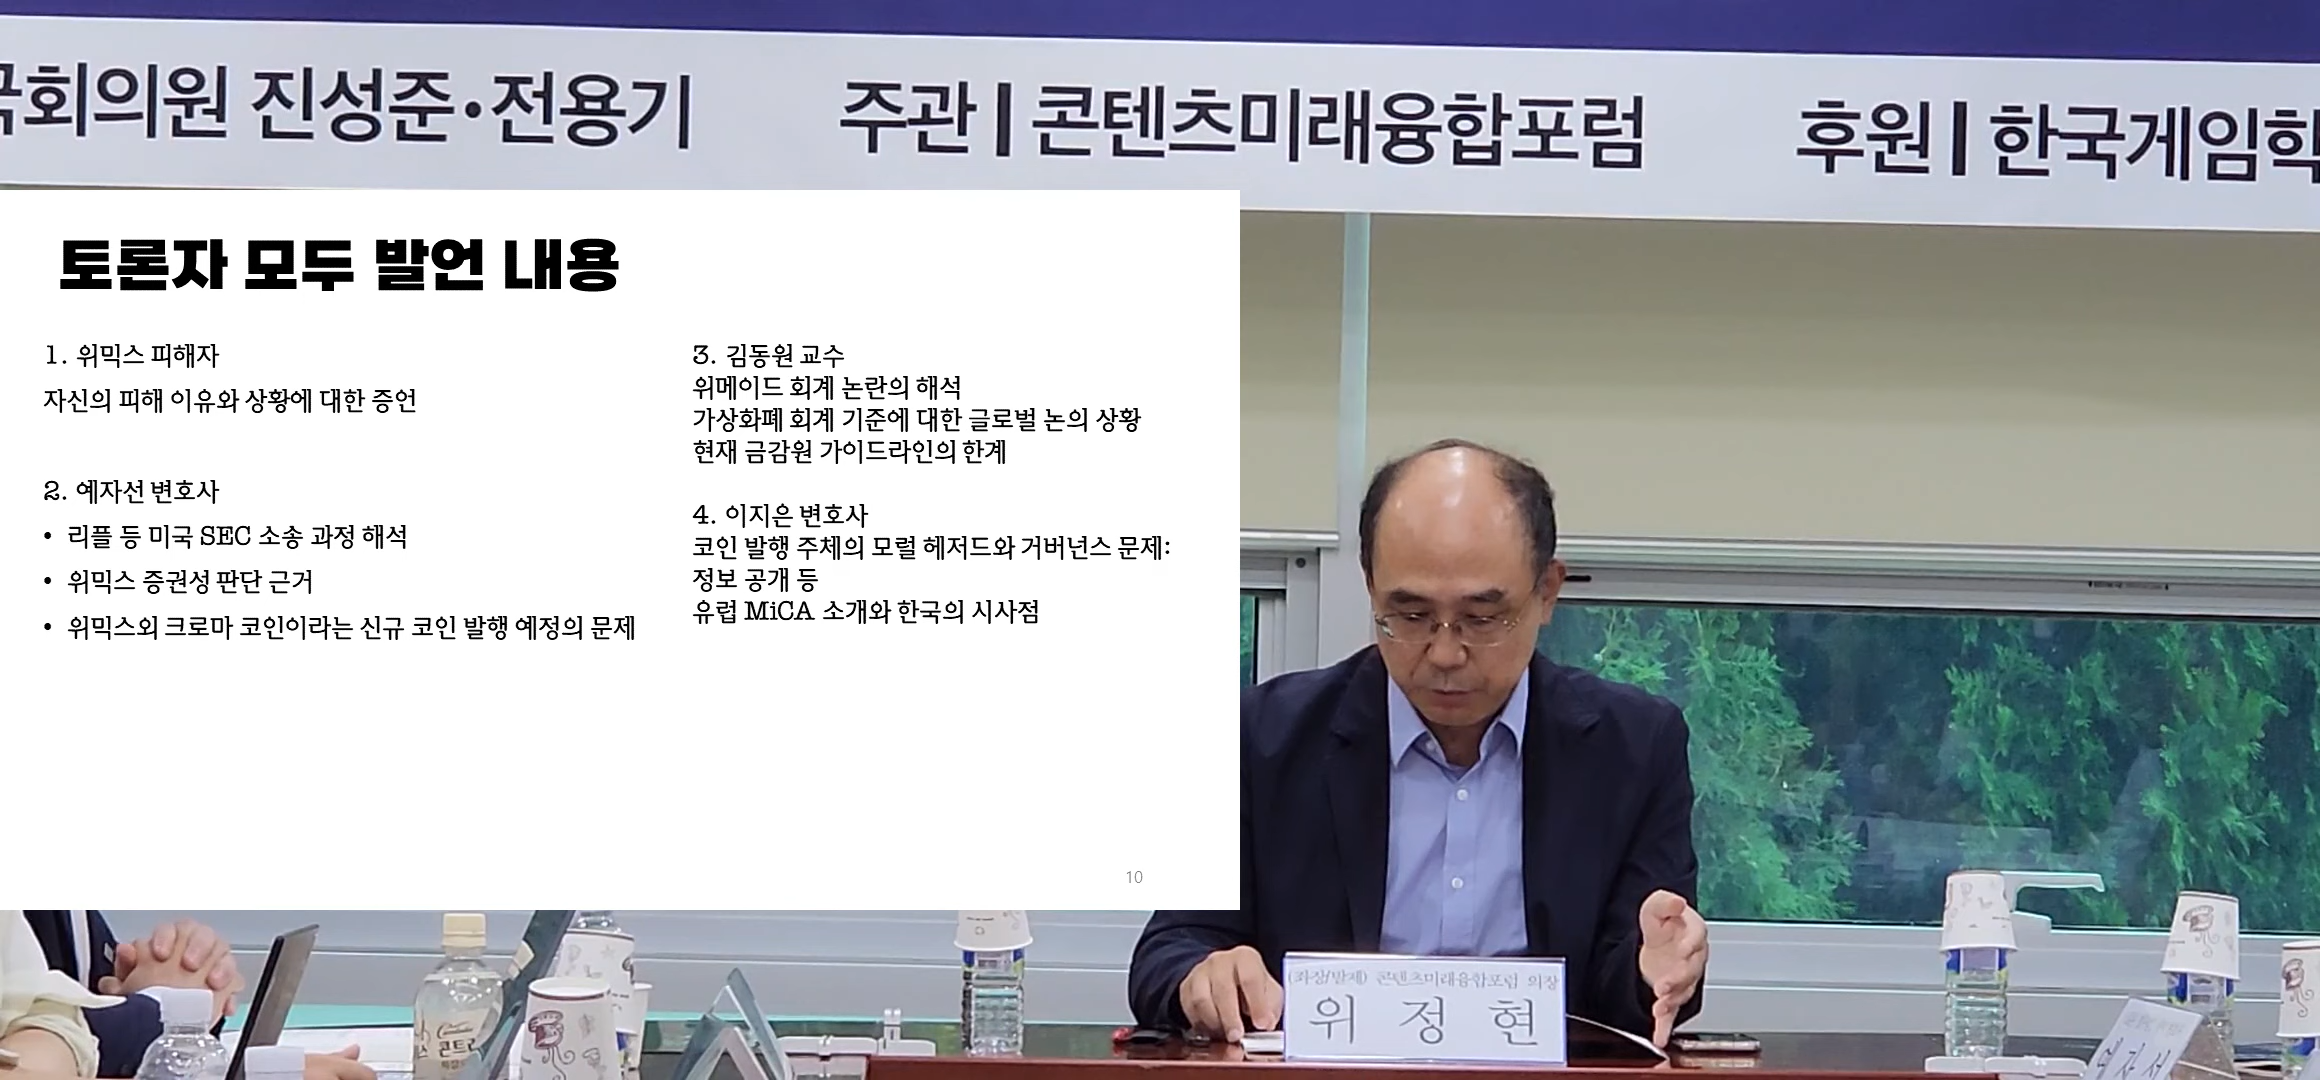 국회의원 진성준·전용기 주관 | 콘텐츠미래융합포럼 후원 | 한국게임학
토론자 모두 발언 내용
1. 위믹스 피해자
자신의 피해 이유와 상황에 대한 증언
2. 예자선 변호사
• 리플 등 미국 SEC 소송 과정 해석
• 위믹스 증권성 판단 근거
• 위믹스외 크로마 코인이라는 신규 코인 발행 예정의 문제
3. 김동원 교수
위메이드 회계 논란의 해석
가상화폐 회계 기준에 대한 글로벌 논의 상황
현재 금감원 가이드라인의 한계
4. 이지은 변호사
코인 발행 주체의 모럴 헤저드와 거버넌스 문제:
정보 공개 등
유럽 MiCA 소개와 한국의 시사점
10
(좌장/발제) 콘텐츠미래융합포럼 의장
위 정 현
콘트
예자선